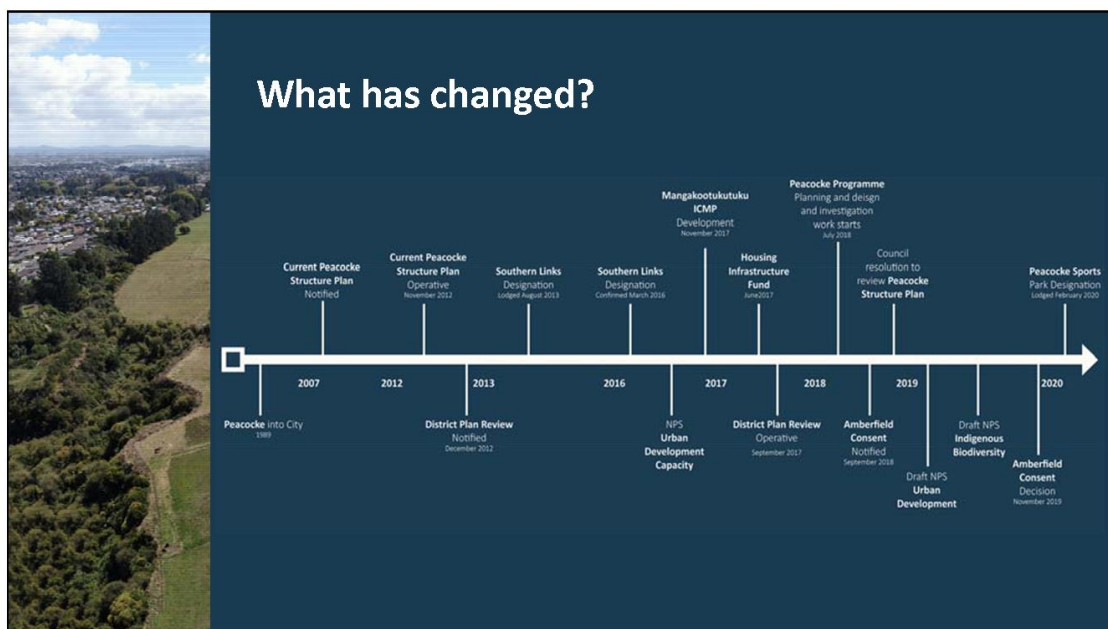 What has changed?
Current Peacocke
Structure Plan
Notified
Current Peacocke
Structure Plan
Operative
November 2012
Southern Links
Designation
Lodged August 2013
Southern Links
Designation
Confirmed March 2016
Mangakootukutuku
ICMP
Development
November 2017
Housing
Infrastructure
Fund
June2017
Peacocke Programme
Planning and deisgn
and investigation
work starts
July 2018
Council
resolution to
review Peacocke
Structure Plan
Peacocke Sports
Park Designation
Lodged February 2020
2007
2012
2013
2016
2017
2018
2019
2020
Peacocke into City
1989
District Plan Review
Notified
December 2012
NPS
Urban
Development
Capacity
District Plan Review
Operative
September 2017
Amberfield
Consent
Notified
September 2018
Draft NPS
Urban
Development
Draft NPS
Indigenous
Biodiversity
Amberfield
Consent
Decision
November 2019